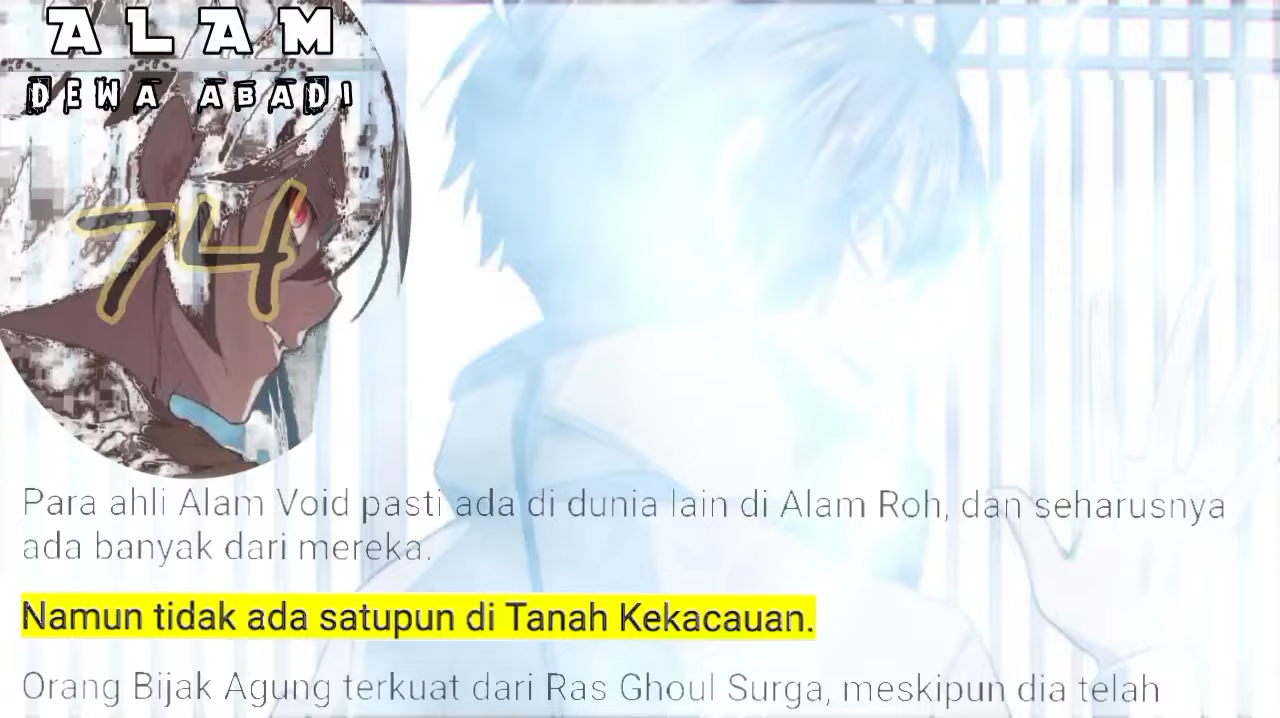 ALAM
DEWA ABADI
74
Para ahli Alam Void pasti ada di dunia lain di Alam Roh, dan seharusnya
ada banyak dari mereka.
Namun tidak ada satupun di Tanah Kekacauan.
Orang Bijak Agung terkuat dari Ras Ghoul Surga, meskipun dia telah